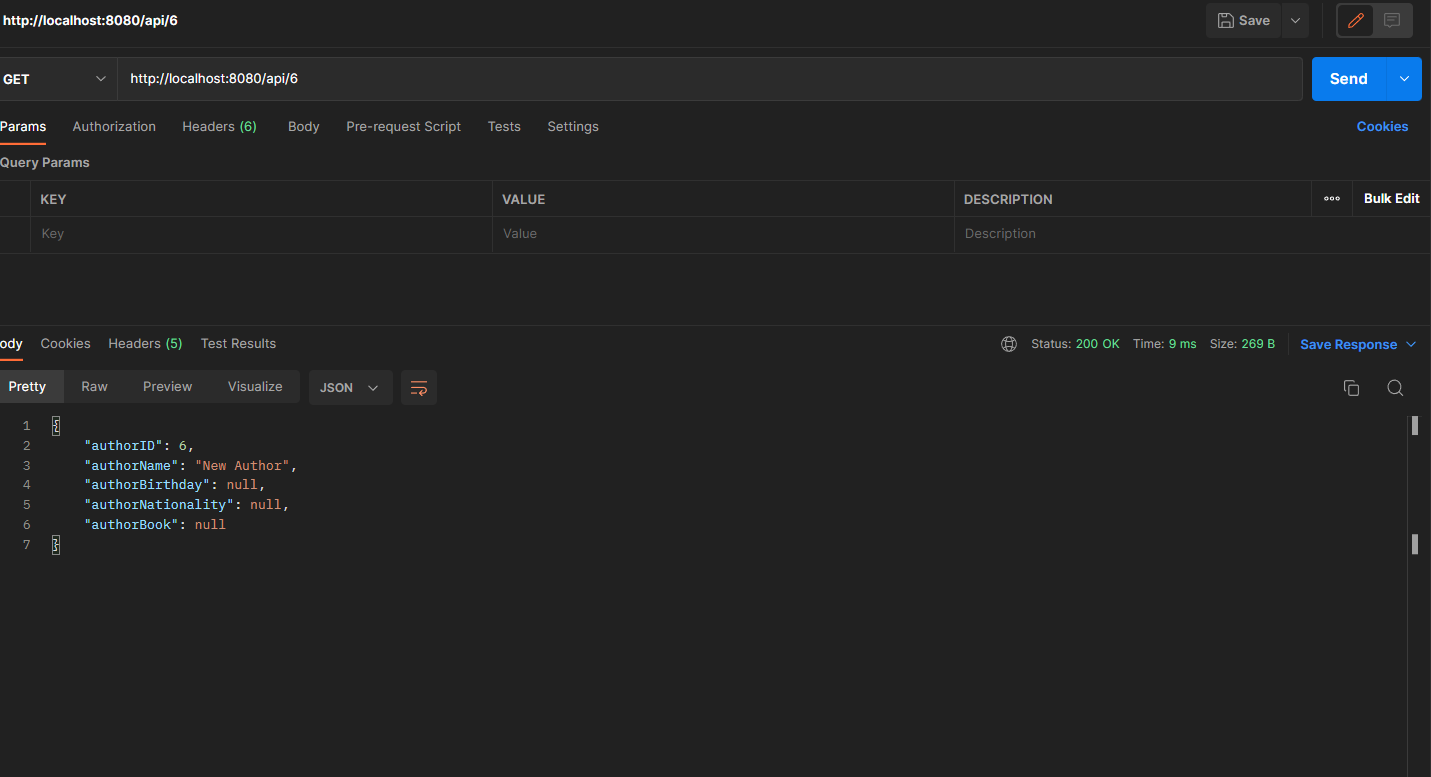 http://localhost:8080/api/6
Save
GET
http://localhost:8080/api/6
Send
Params Authorization Headers (6) Body Pre-request Script Tests Settings Cookies
Query Params
KEY VALUE DESCRIPTION ooo Bulk Edit
Key Value Description
ody Cookies Headers (5) Test Results Status: 200 OK Time: 9 ms Size: 269 B Save Response
Pretty Raw Preview Visualize JSON
1 {
2 "authorID": 6,
3 "authorName": "New Author",
4 "authorBirthday": null,
5 "authorNationality": null,
6 "authorBook": null
7 }